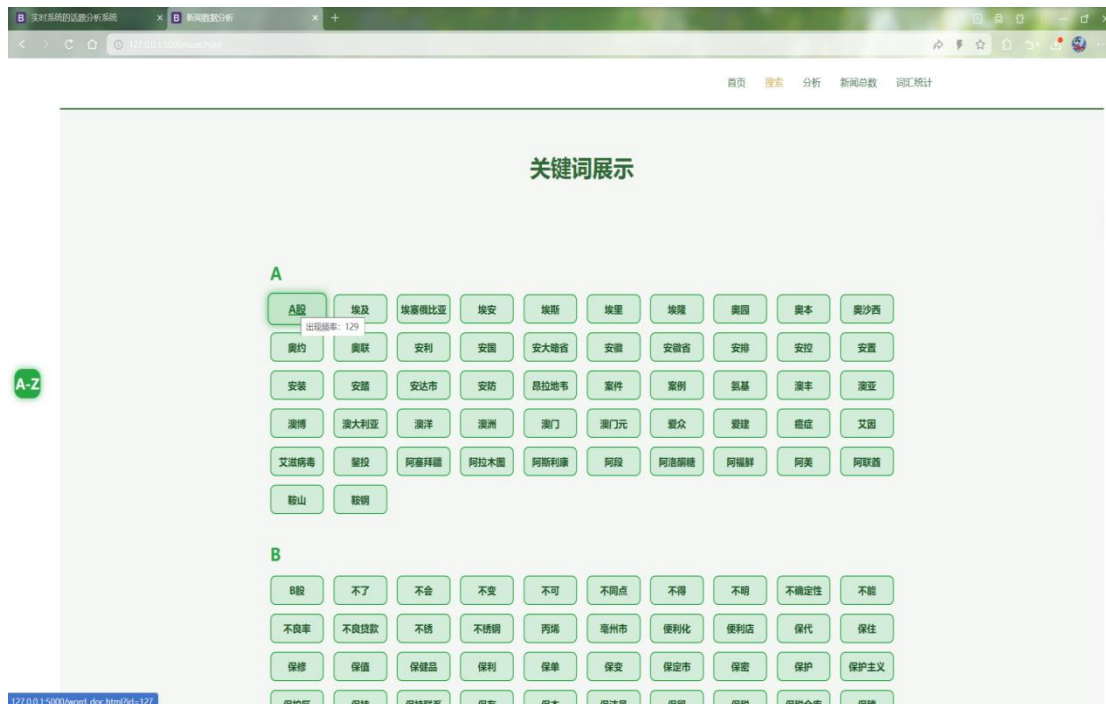 实时系统的话题分析系统
新闻数据分析
首页 搜索 分析 新闻总数 词汇统计
关键词展示
A
A股 埃及 埃塞俄比亚 埃安 埃斯 埃里 埃隆 奥园 奥本 奥沙西
出现频率：129
奥约 奥联 安利 安国 安大略省 安徽 安徽省 安排 安控 安置
A-Z
安装 安踏 安达市 安防 昂拉地韦 案件 案例 氨基 澳丰 澳亚
澳博 澳大利亚 澳洋 澳洲 澳门 澳门元 爱众 爱建 癌症 艾因
艾滋病毒 鋆投 阿塞拜疆 阿拉木图 阿斯利康 阿段 阿洛酮糖 阿福鲜 阿美 阿联酋
鞍山 鞍钢
B
B股 不了 不会 不变 不可 不同点 不得 不明 不确定性 不能
不良率 不良贷款 不锈 不锈钢 丙烯 亳州市 便利化 便利店 保代 保住
保修 保值 保健品 保利 保单 保变 保定市 保密 保护 保护主义
127.0.0.1:5000/word_doc.html?id=127